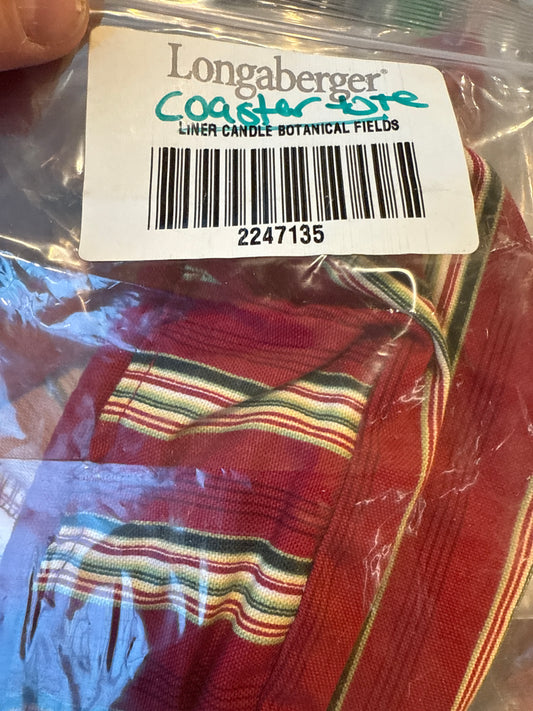 Longaberger®
Coaster tote
LINER CANDLE BOTANICAL FIELDS
2247135